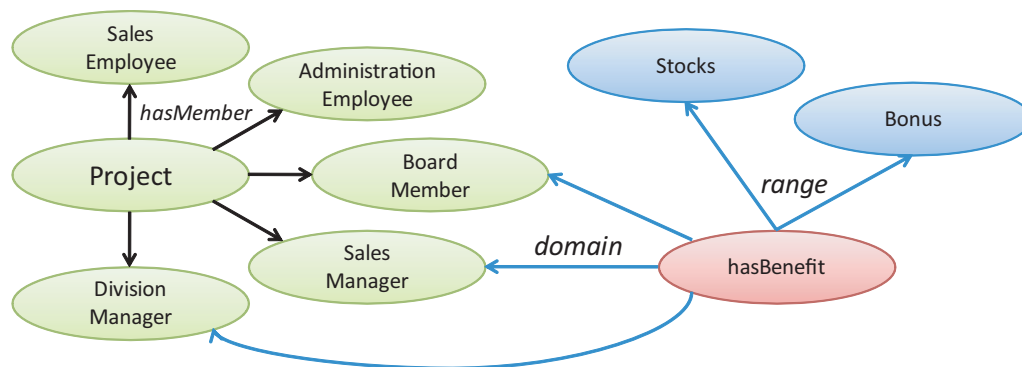 Sales
Employee
Administration
Employee
hasMember
Project
Board
Member
Sales
Manager
Division
Manager
Stocks
Bonus
range
domain
hasBenefit